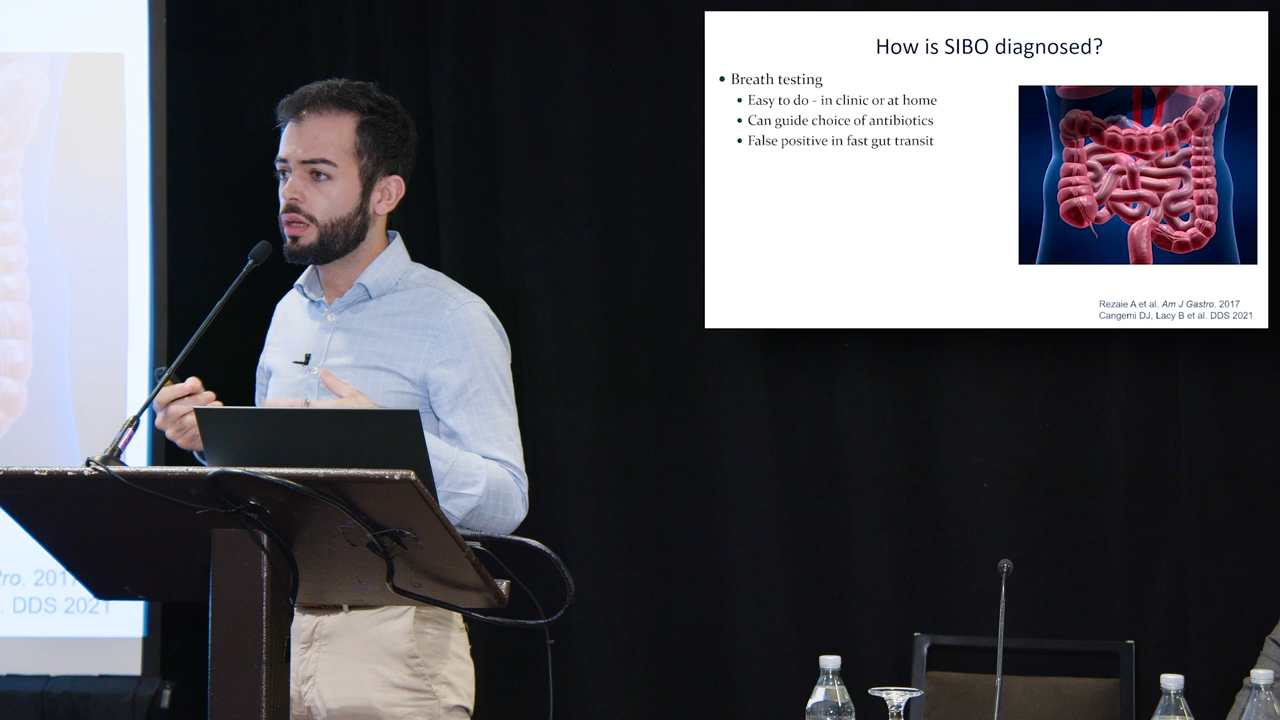 How is SIBO diagnosed?
• Breath testing
• Easy to do - in clinic or at home
• Can guide choice of antibiotics
• False positive in fast gut transit
Rezaie A et al. Am J Gastro. 2017
Cangemi DJ, Lacy B et al. DDS 2021
ro. 2017
. DDS 2021